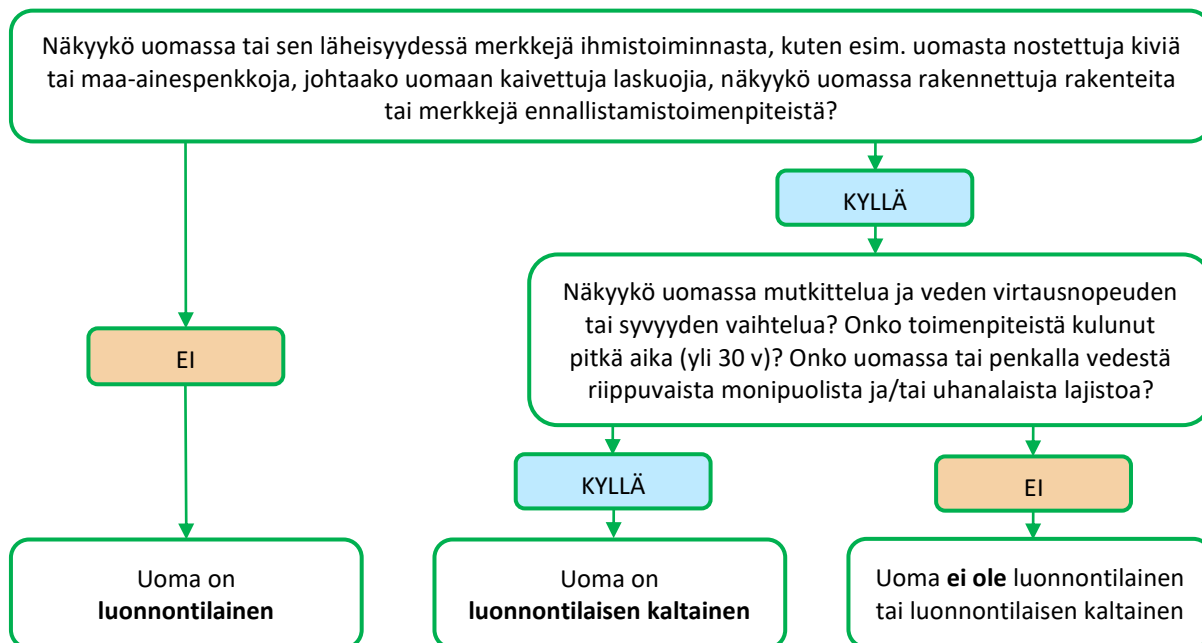 Näkyykö uomassa tai sen läheisyydessä merkkejä ihmistoiminnasta, kuten esim. uomasta nostettuja kiviä
tai maa-ainespenkkoja, johtaako uomaan kaivettuja laskuojia, näkyykö uomassa rakennettuja rakenteita
tai merkkejä ennallistamistoimenpiteistä?
KYLLÄ
Näkyykö uomassa mutkittelua ja veden virtausnopeuden
tai syvyyden vaihtelua? Onko toimenpiteistä kulunut
pitkä aika (yli 30 v)? Onko uomassa tai penkalla vedestä
riippuvaista monipuolista ja/tai uhanalaista lajistoa?
EI
KYLLÄ
EI
Uoma on
luonnontilainen
Uoma on
luonnontilaisen kaltainen
Uoma ei ole luonnontilainen
tai luonnontilaisen kaltainen